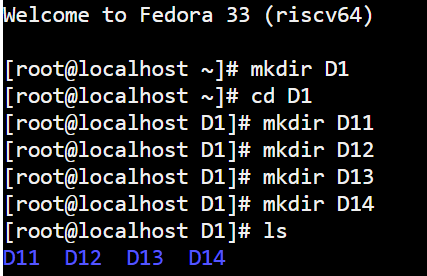 Welcome to Fedora 33 (riscv64)
[root@localhost ~]# mkdir D1
[root@localhost ~]# cd D1
[root@localhost D1]# mkdir D11
[root@localhost D1]# mkdir D12
[root@localhost D1]# mkdir D13
[root@localhost D1]# mkdir D14
[root@localhost D1]# ls
D11  D12  D13  D14